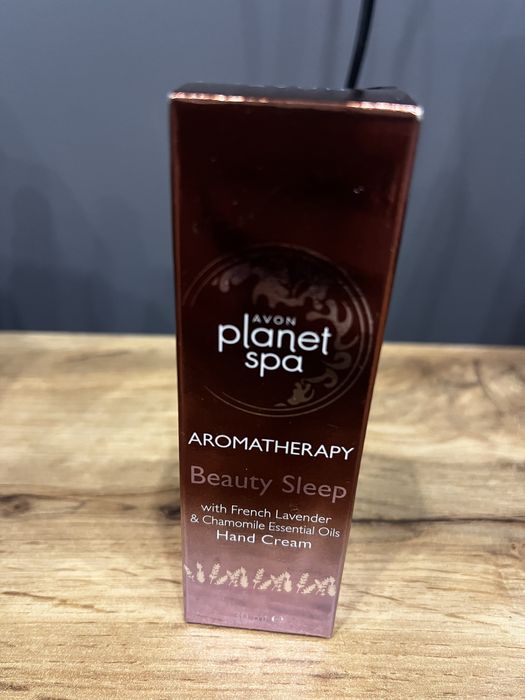 AVON
planet
spa
AROMATHERAPY
Beauty Sleep
with French Lavender
& Chamomile Essential Oils
Hand Cream